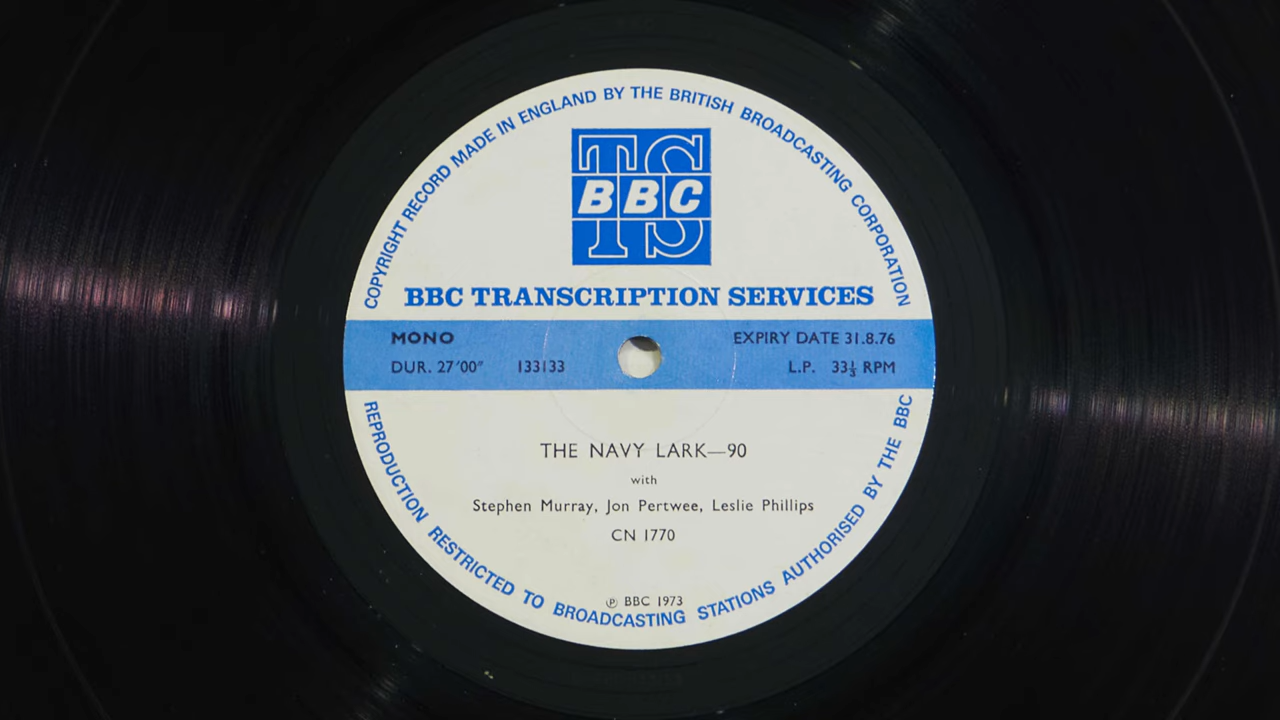 COPYRIGHT RECORD MADE IN ENGLAND BY THE BRITISH BROADCASTING CORPORATION
TS
BBC
BBC TRANSCRIPTION SERVICES
MONO
EXPIRY DATE 31.8.76
DUR. 27′00″ 133133
L.P. 33⅓ RPM
THE NAVY LARK—90
with
Stephen Murray, Jon Pertwee, Leslie Phillips
CN 1770
℗ BBC 1973
REPRODUCTION RESTRICTED TO BROADCASTING STATIONS AUTHORISED BY THE BBC